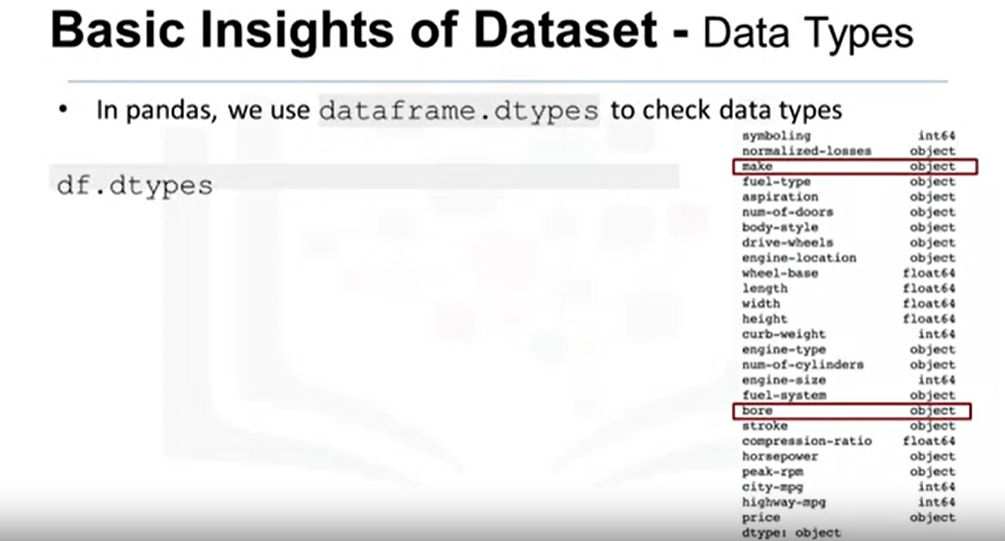 Basic Insights of Dataset - Data Types
• In pandas, we use dataframe.dtypes to check data types
df.dtypes
symboling int64
normalized-losses object
make object
fuel-type object
aspiration object
num-of-doors object
body-style object
drive-wheels object
engine-location object
wheel-base float64
length float64
width float64
height float64
curb-weight int64
engine-type object
num-of-cylinders object
engine-size int64
fuel-system object
bore object
stroke object
compression-ratio float64
horsepower object
peak-rpm object
city-mpg int64
highway-mpg int64
price object
dtype: object